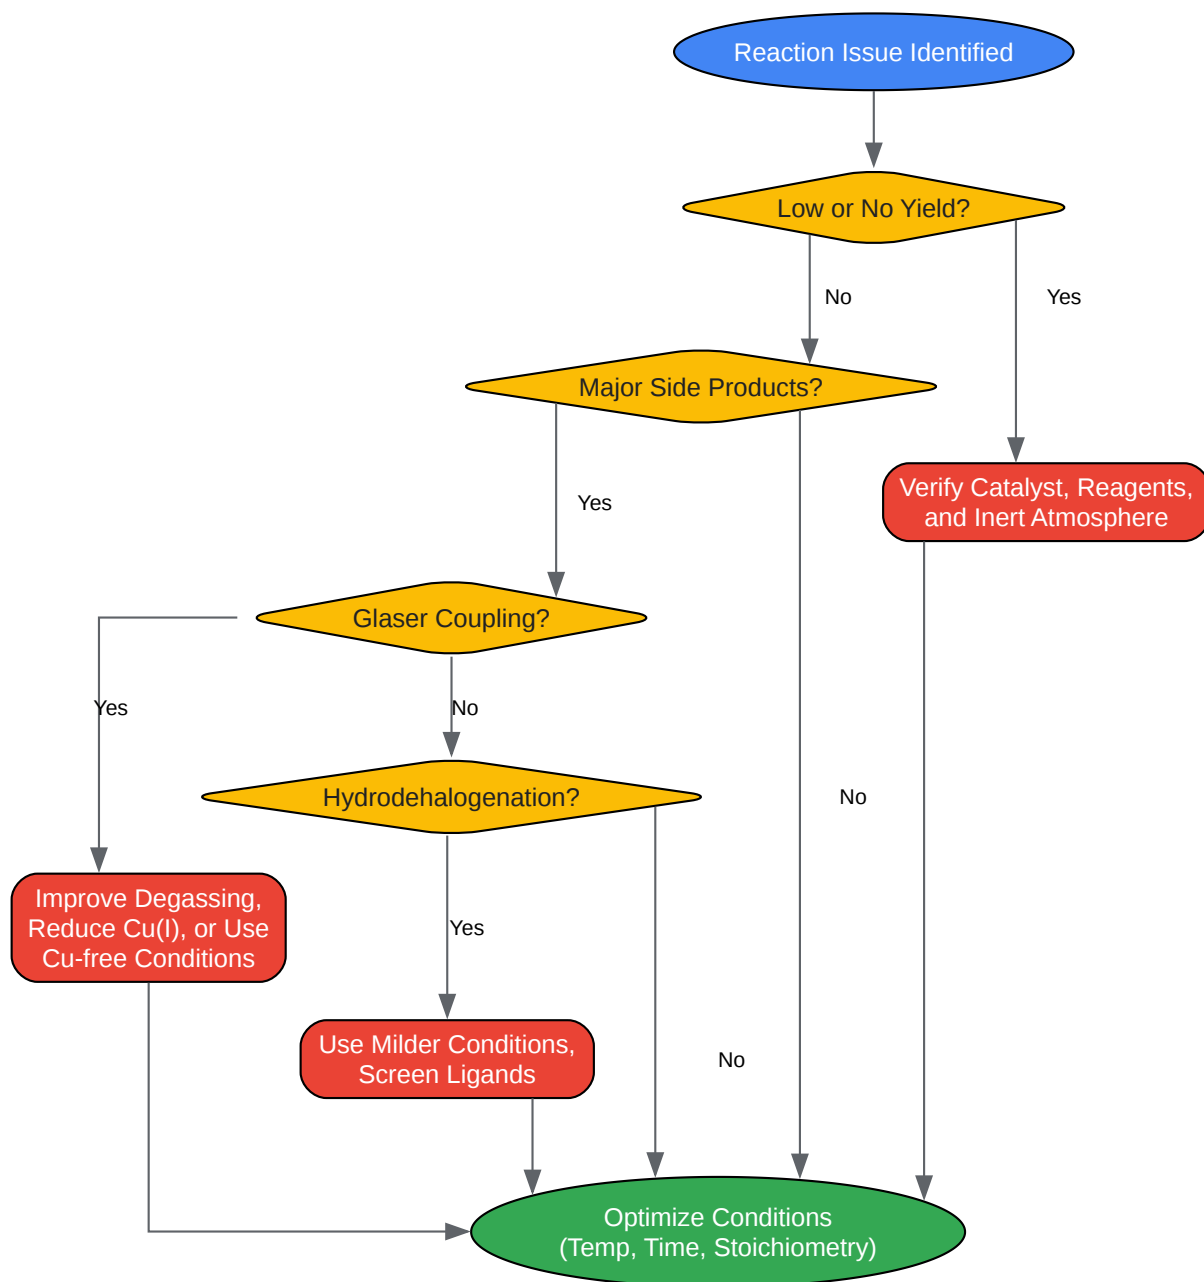 Reaction Issue Identified
Low or No Yield?
No
Yes
Major Side Products?
Verify Catalyst, Reagents,
and Inert Atmosphere
Yes
Glaser Coupling?
Yes
No
Hydrodehalogenation?
No
Improve Degassing,
Reduce Cu(I), or Use
Cu-free Conditions
Yes
Use Milder Conditions,
Screen Ligands
No
Optimize Conditions
(Temp, Time, Stoichiometry)